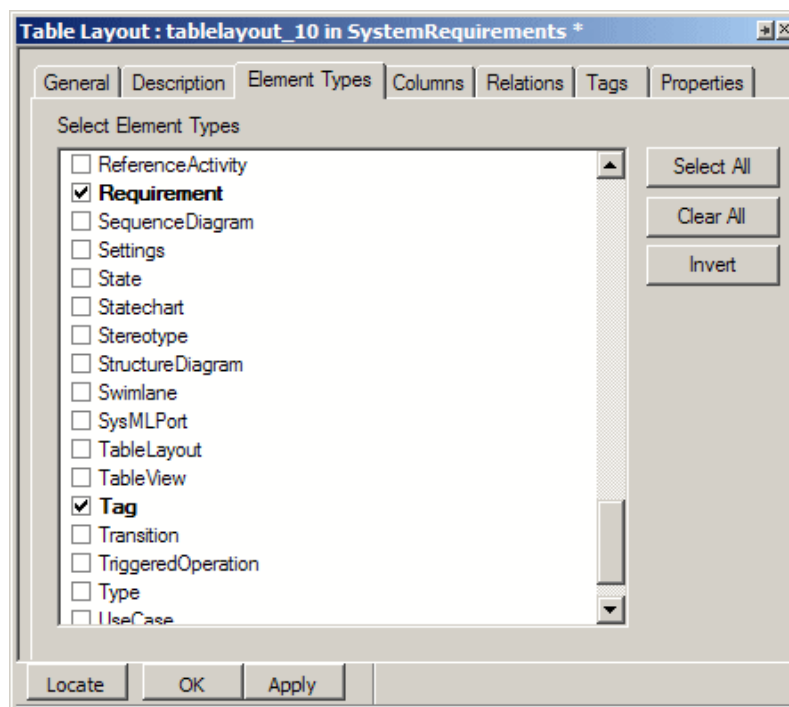 Table Layout : tablelayout_10 in SystemRequirements *
General Description Element Types Columns Relations Tags Properties
Select Element Types
ReferenceActivity
Requirement
SequenceDiagram
Settings
State
Statechart
Stereotype
StructureDiagram
Swimlane
SysMLPort
TableLayout
TableView
Tag
Transition
TriggeredOperation
Type
UseCase
Select All
Clear All
Invert
Locate OK Apply